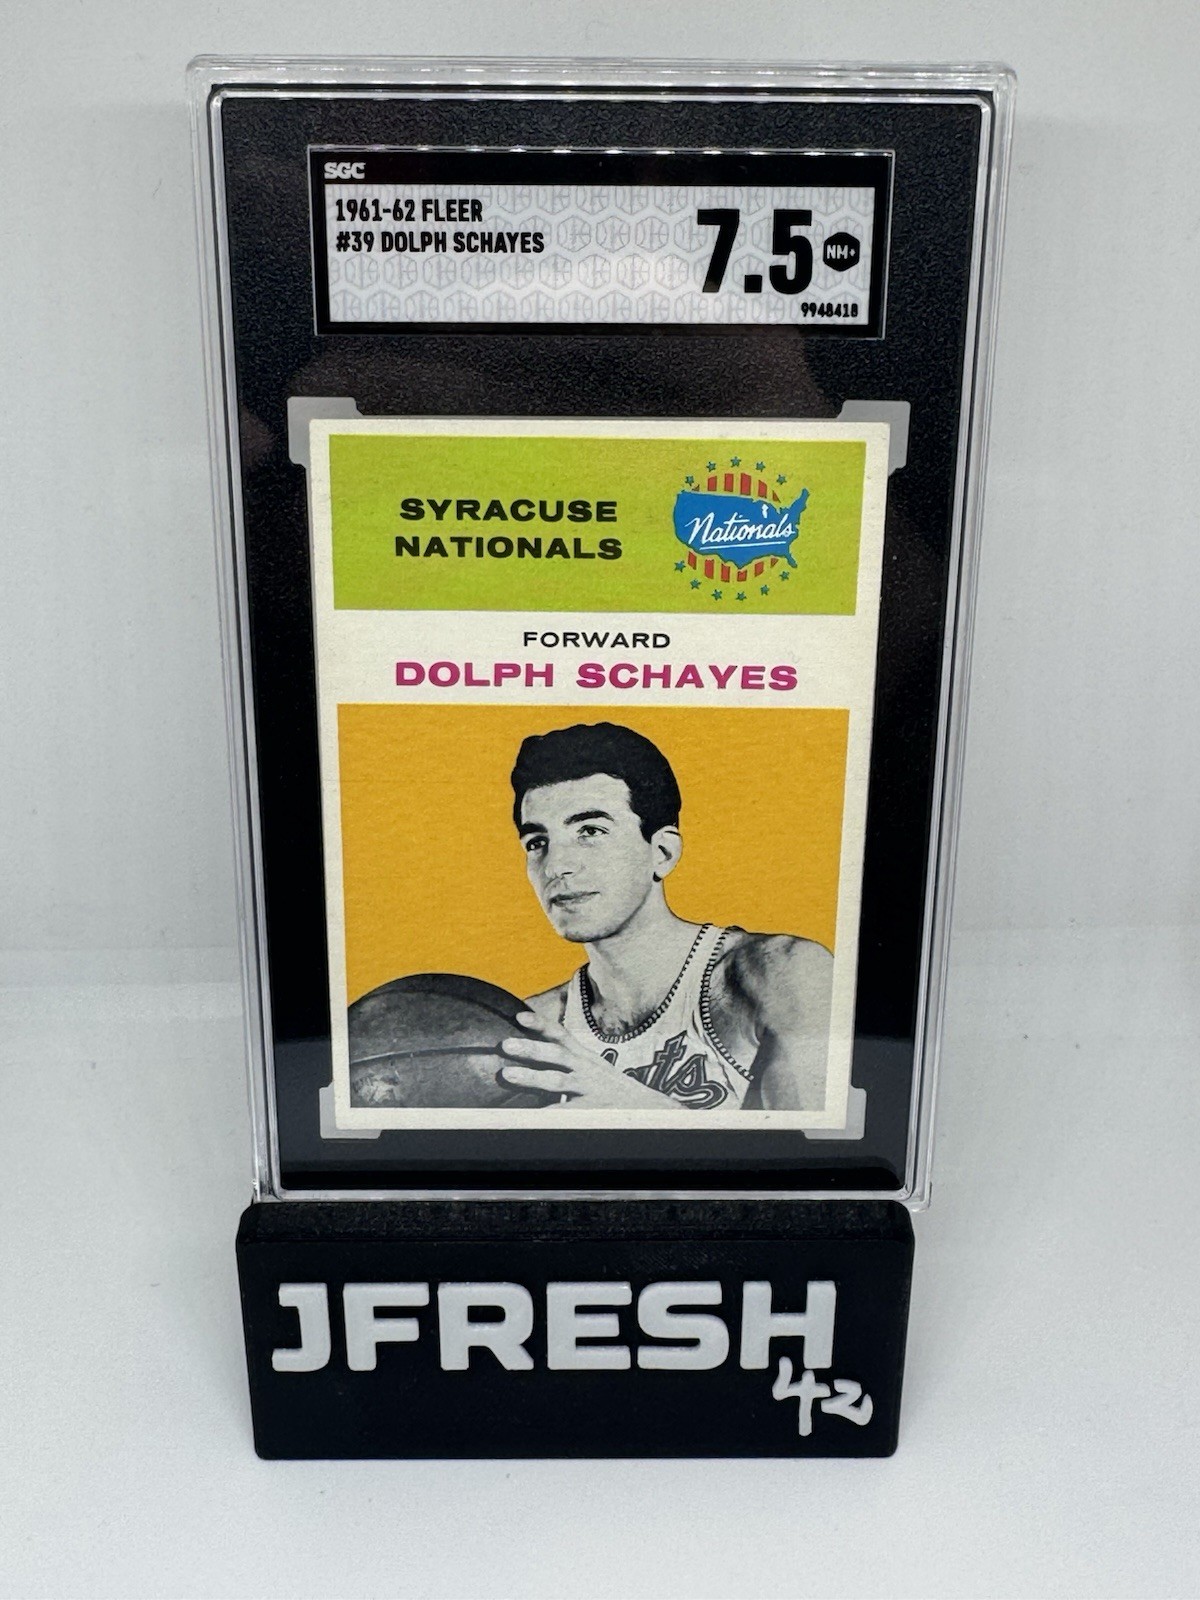 SGC
1961-62 FLEER
#39 DOLPH SCHAYES
7.5
NM+
9948418
SYRACUSE
NATIONALS
Nationals
FORWARD
DOLPH SCHAYES
JFRESH
42